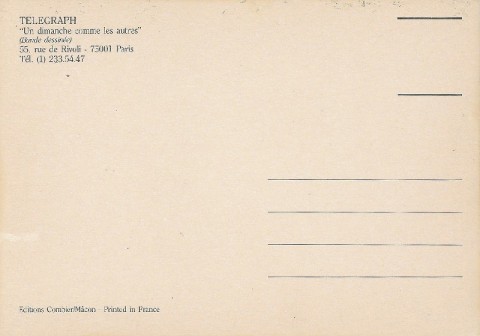 TELEGRAPH
"Un dimanche comme les autres"
(Bande dessinée)
55, rue de Rivoli - 75001 Paris
Tél. (1) 233.54.47
Editions Combier/Mâcon - Printed in France